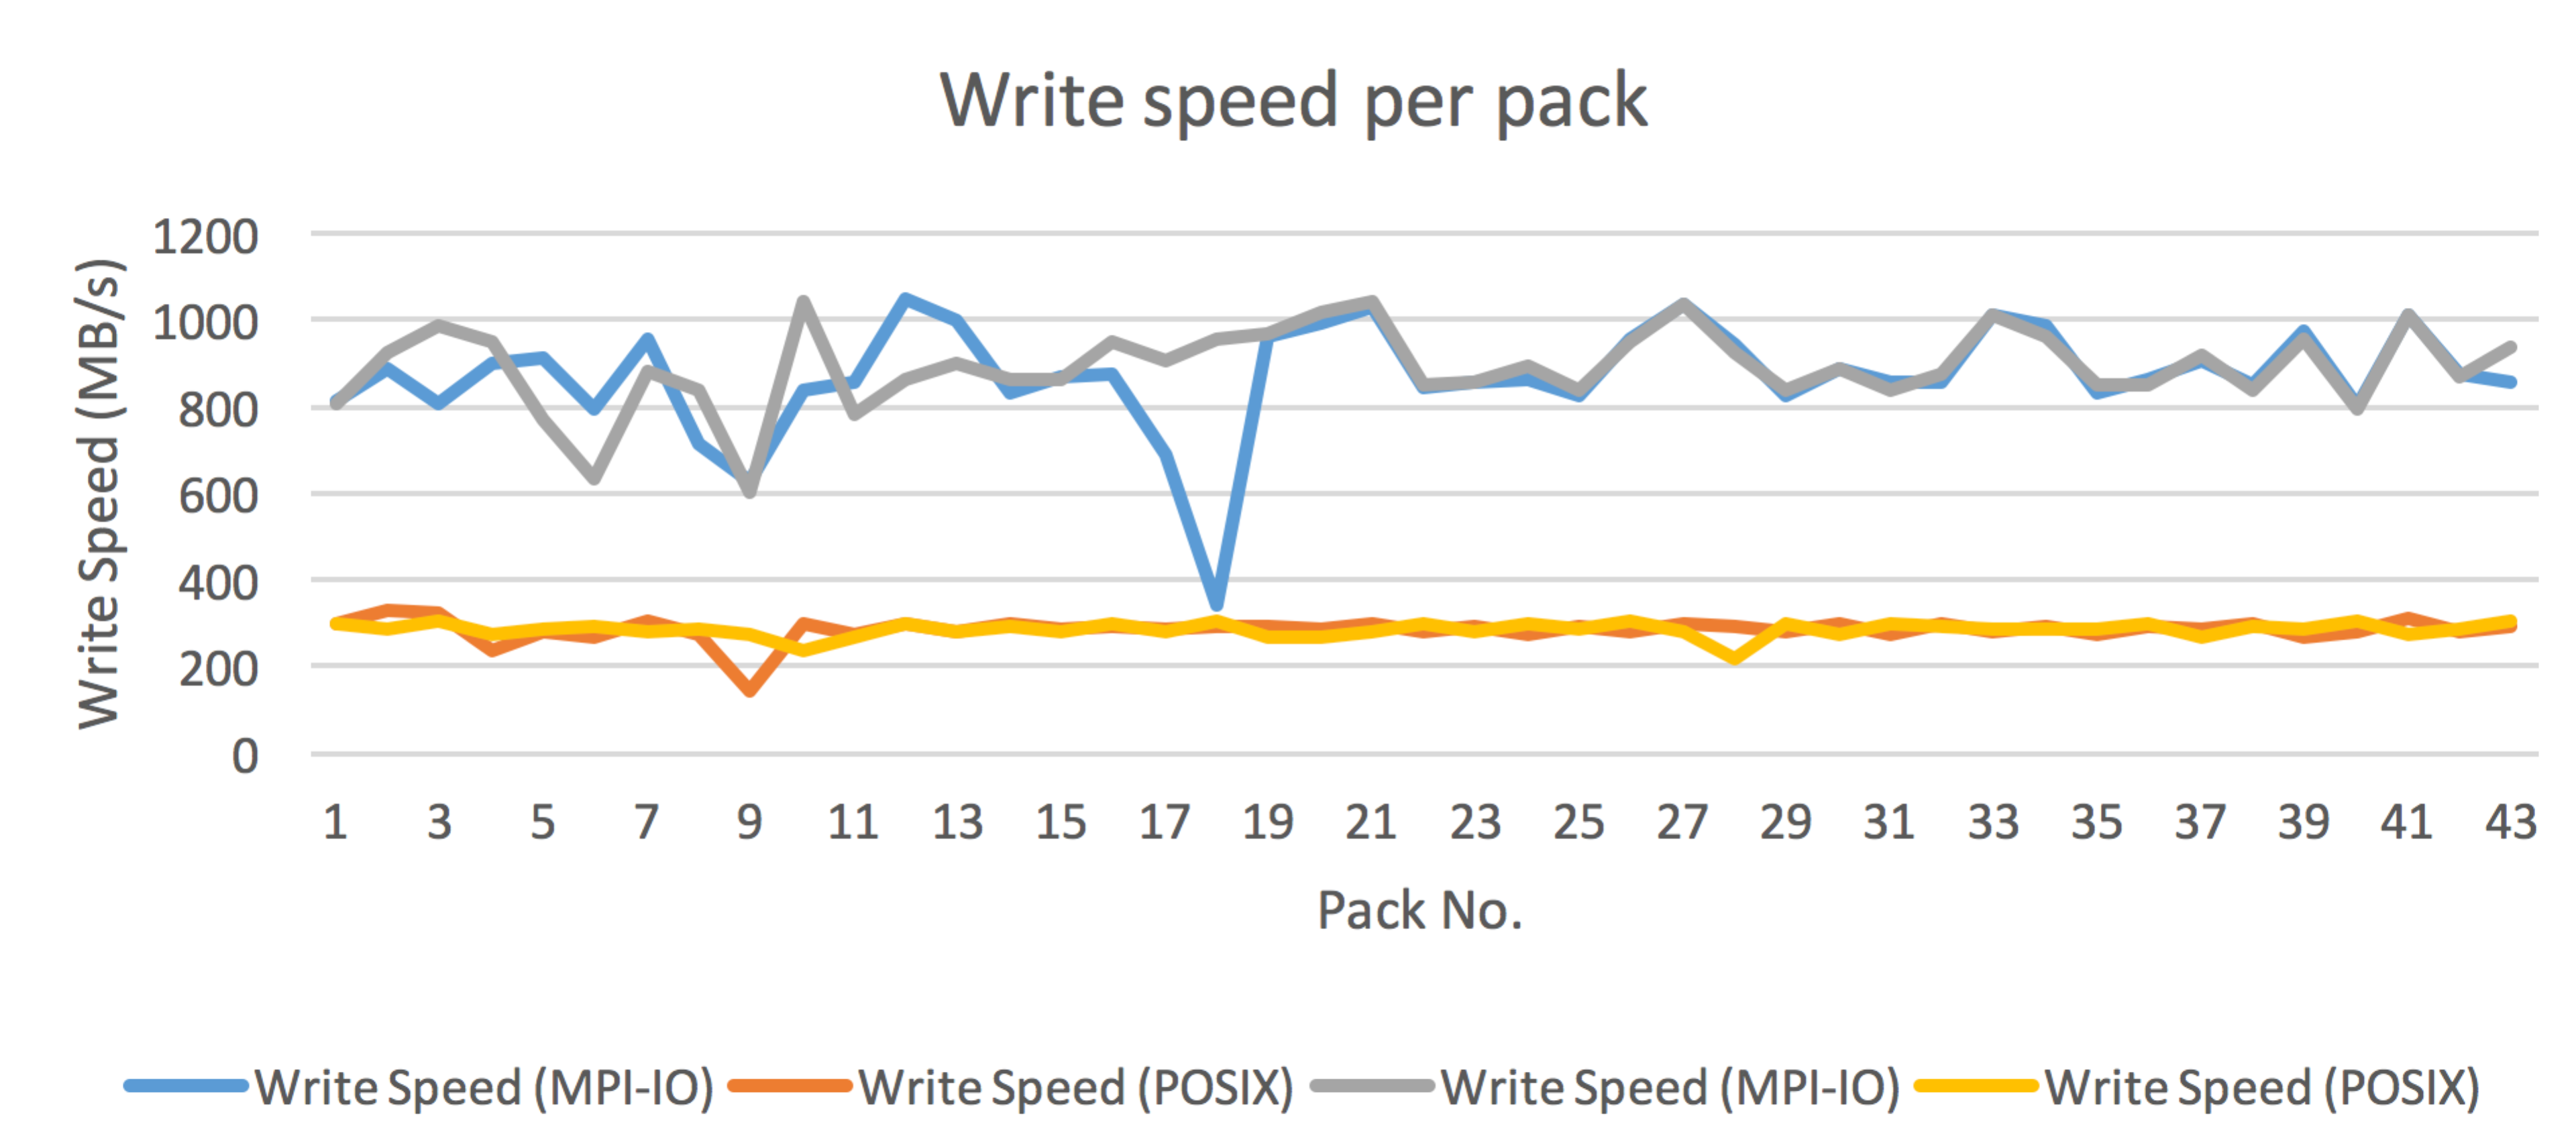 Write speed per pack
Write Speed (MB/s)
1200
1000
800
600
400
200
0
1 3 5 7 9 11 13 15 17 19 21 23 25 27 29 31 33 35 37 39 41 43
Pack No.
Write Speed (MPI-IO) Write Speed (POSIX) Write Speed (MPI-IO) Write Speed (POSIX)